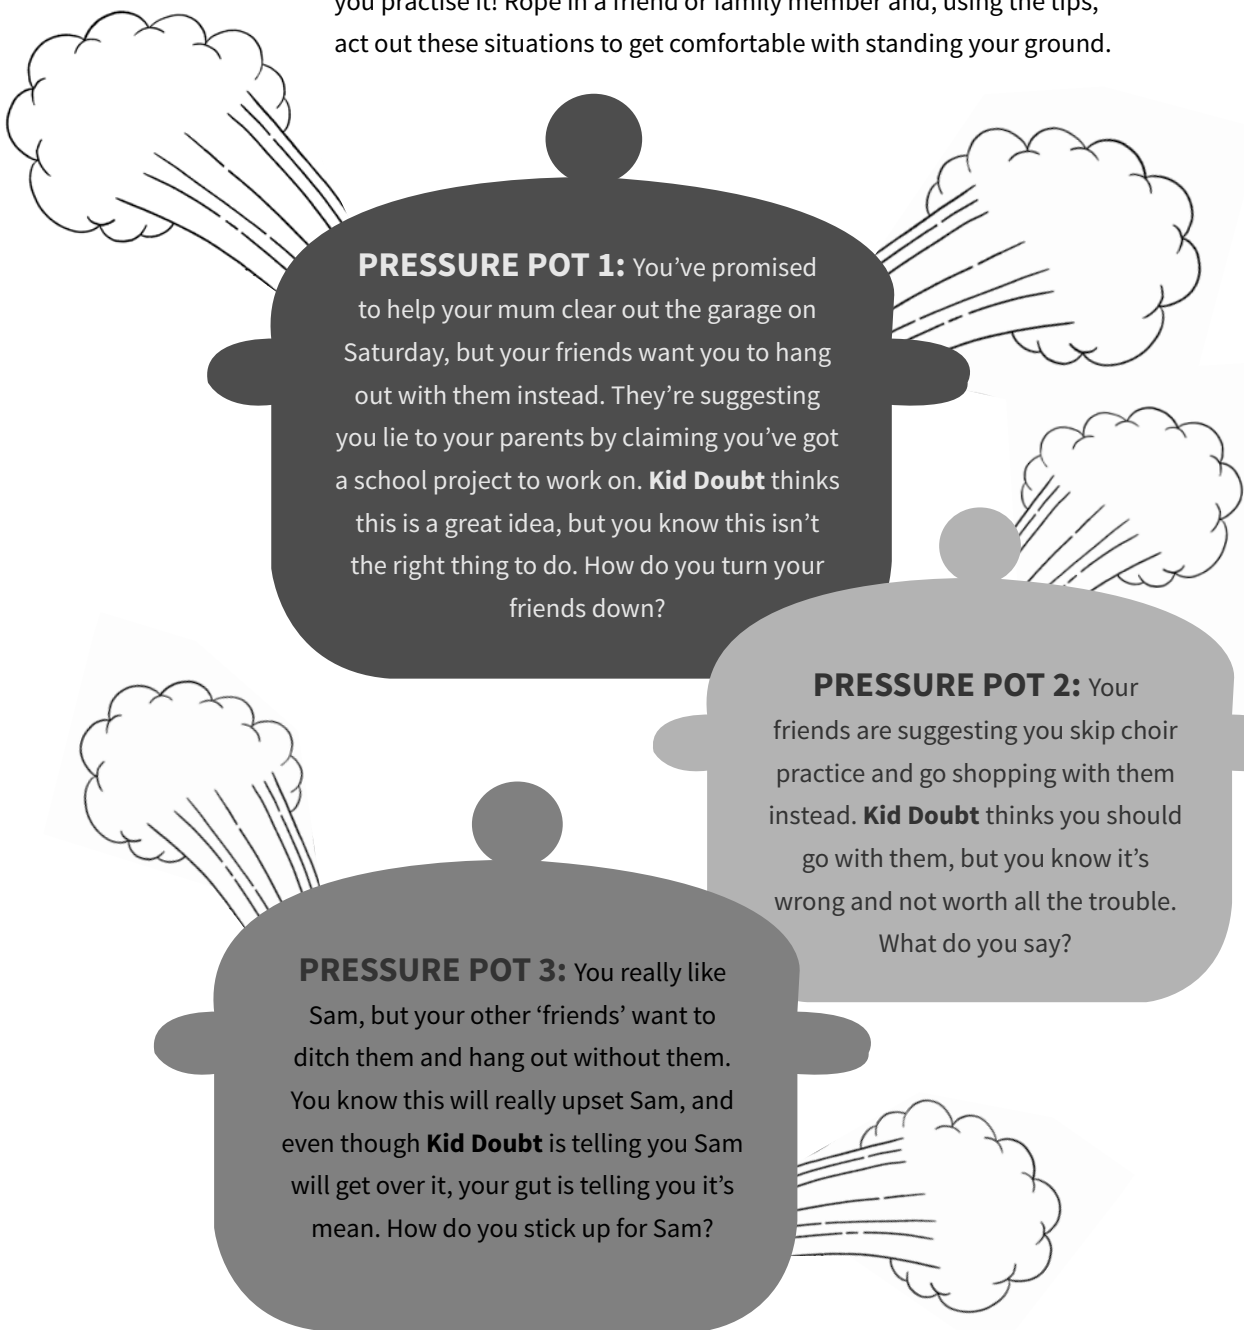 you practise it! Rope in a friend or family member and, using the tips,
act out these situations to get comfortable with standing your ground.
PRESSURE POT 1: You’ve promised
to help your mum clear out the garage on
Saturday, but your friends want you to hang
out with them instead. They’re suggesting
you lie to your parents by claiming you’ve got
a school project to work on. Kid Doubt thinks
this is a great idea, but you know this isn’t
the right thing to do. How do you turn your
friends down?
PRESSURE POT 2: Your
friends are suggesting you skip choir
practice and go shopping with them
instead. Kid Doubt thinks you should
go with them, but you know it’s
wrong and not worth all the trouble.
What do you say?
PRESSURE POT 3: You really like
Sam, but your other ‘friends’ want to
ditch them and hang out without them.
You know this will really upset Sam, and
even though Kid Doubt is telling you Sam
will get over it, your gut is telling you it’s
mean. How do you stick up for Sam?